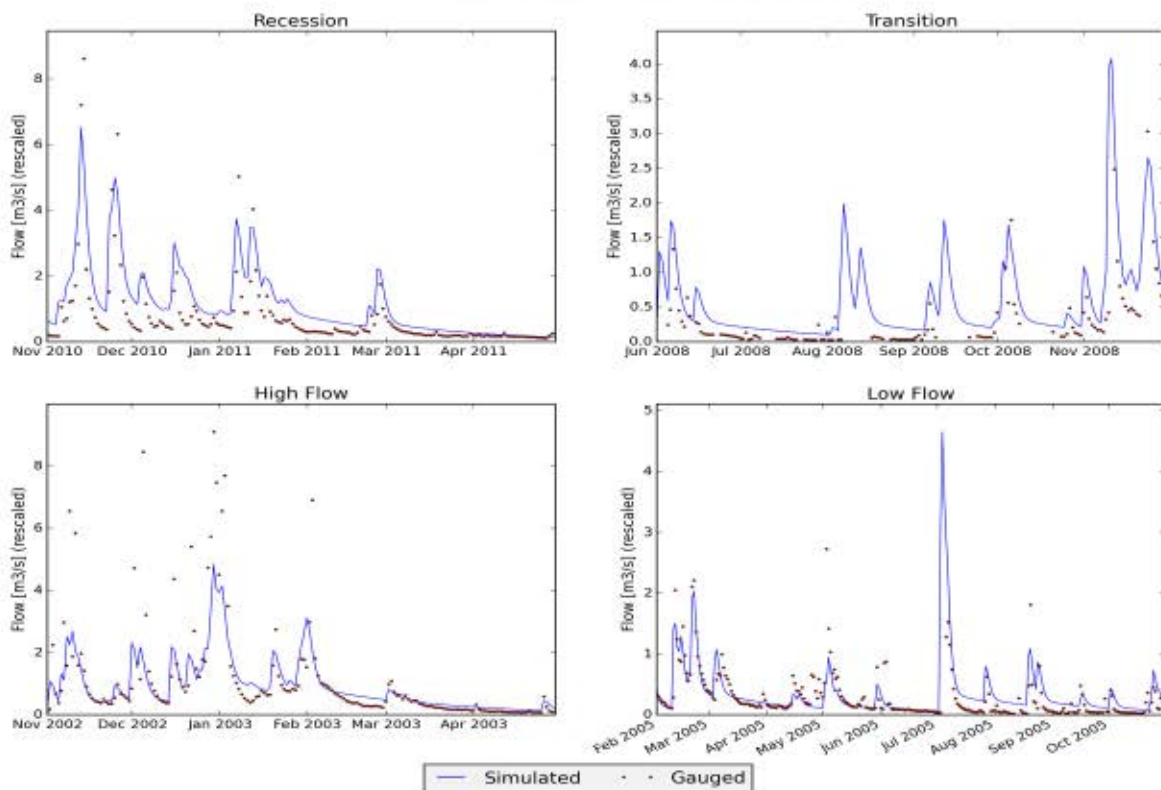 Recession
Flow [m3/s] (rescaled)
8
6
4
2
0
Nov 2010 Dec 2010 Jan 2011 Feb 2011 Mar 2011 Apr 2011
Transition
Flow [m3/s] (rescaled)
4.0
3.5
3.0
2.5
2.0
1.5
1.0
0.5
0.0
Jun 2008 Jul 2008 Aug 2008 Sep 2008 Oct 2008 Nov 2008
High Flow
Flow [m3/s] (rescaled)
8
6
4
2
0
Nov 2002 Dec 2002 Jan 2003 Feb 2003 Mar 2003 Apr 2003
Low Flow
Flow [m3/s] (rescaled)
5
4
3
2
1
0
Feb 2005 Mar 2005 Apr 2005 May 2005 Jun 2005 Jul 2005 Aug 2005 Sep 2005 Oct 2005
Simulated Gauged